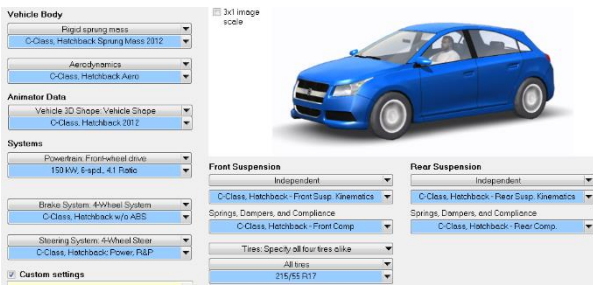 Vehicle Body
Rigid sprung mass
C-Class, Hatchback Sprung Mass 2012
Aerodynamics
C-Class, Hatchback Aero
Animator Data
Vehicle 3D Shape: Vehicle Shape
C-Class, Hatchback 2012
Systems
Powertrain: Front-wheel drive
150 kW, 6-spd., 4.1 Ratio
Brake System: 4-Wheel System
C-Class, Hatchback w/o ABS
Steering System: 4-Wheel Steer
C-Class, Hatchback: Power, R&P
Custom settings
3x1 image
scale
Front Suspension
Independent
C-Class, Hatchback - Front Susp. Kinematics
Springs, Dampers, and Compliance
C-Class, Hatchback - Front Comp
Tires: Specify all four tires alike
All tires
215/55 R17
Rear Suspension
Independent
C-Class, Hatchback - Rear Susp. Kinematics
Springs, Dampers, and Compliance
C-Class, Hatchback - Rear Comp.